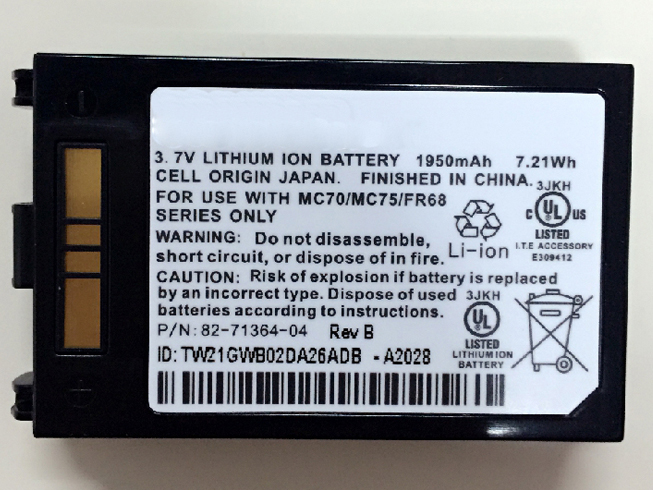 3.7V LITHIUM ION BATTERY 1950mAh 7.21Wh
CELL ORIGIN JAPAN. FINISHED IN CHINA.
FOR USE WITH MC70/MC75/FR68
SERIES ONLY
WARNING: Do not disassemble,
short circuit, or dispose of in fire.
Li-ion
3JKH
C UL US
LISTED
I.T.E ACCESSORY
E309412
CAUTION: Risk of explosion if battery is replaced
by an incorrect type. Dispose of used
batteries according to instructions.
3JKH
UL
LISTED
LITHIUM ION
BATTERY
P/N: 82-71364-04 Rev B
ID: TW21GWB02DA26ADB - A2028